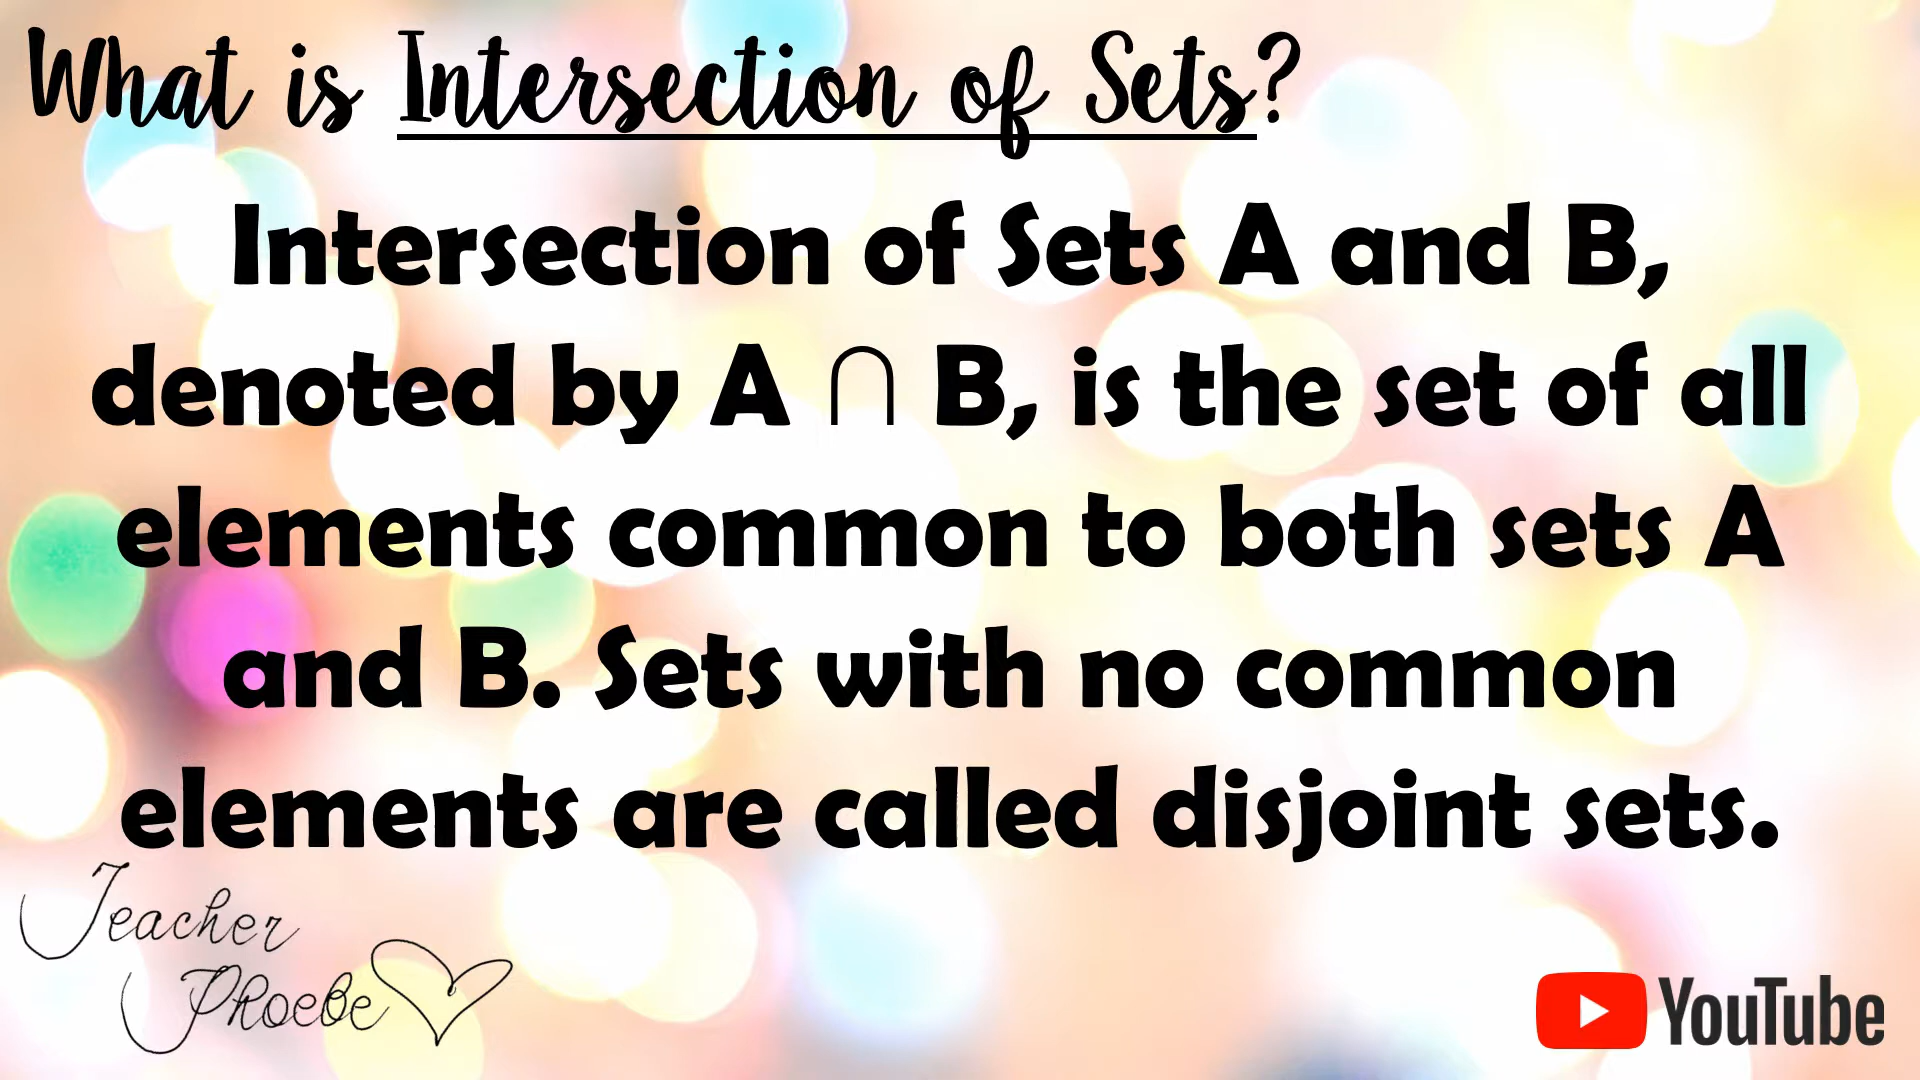 What is Intersection of Sets?
Intersection of Sets A and B,
denoted by A ∩ B, is the set of all
elements common to both sets A
and B. Sets with no common
elements are called disjoint sets.
Teacher
Phoebe
YouTube